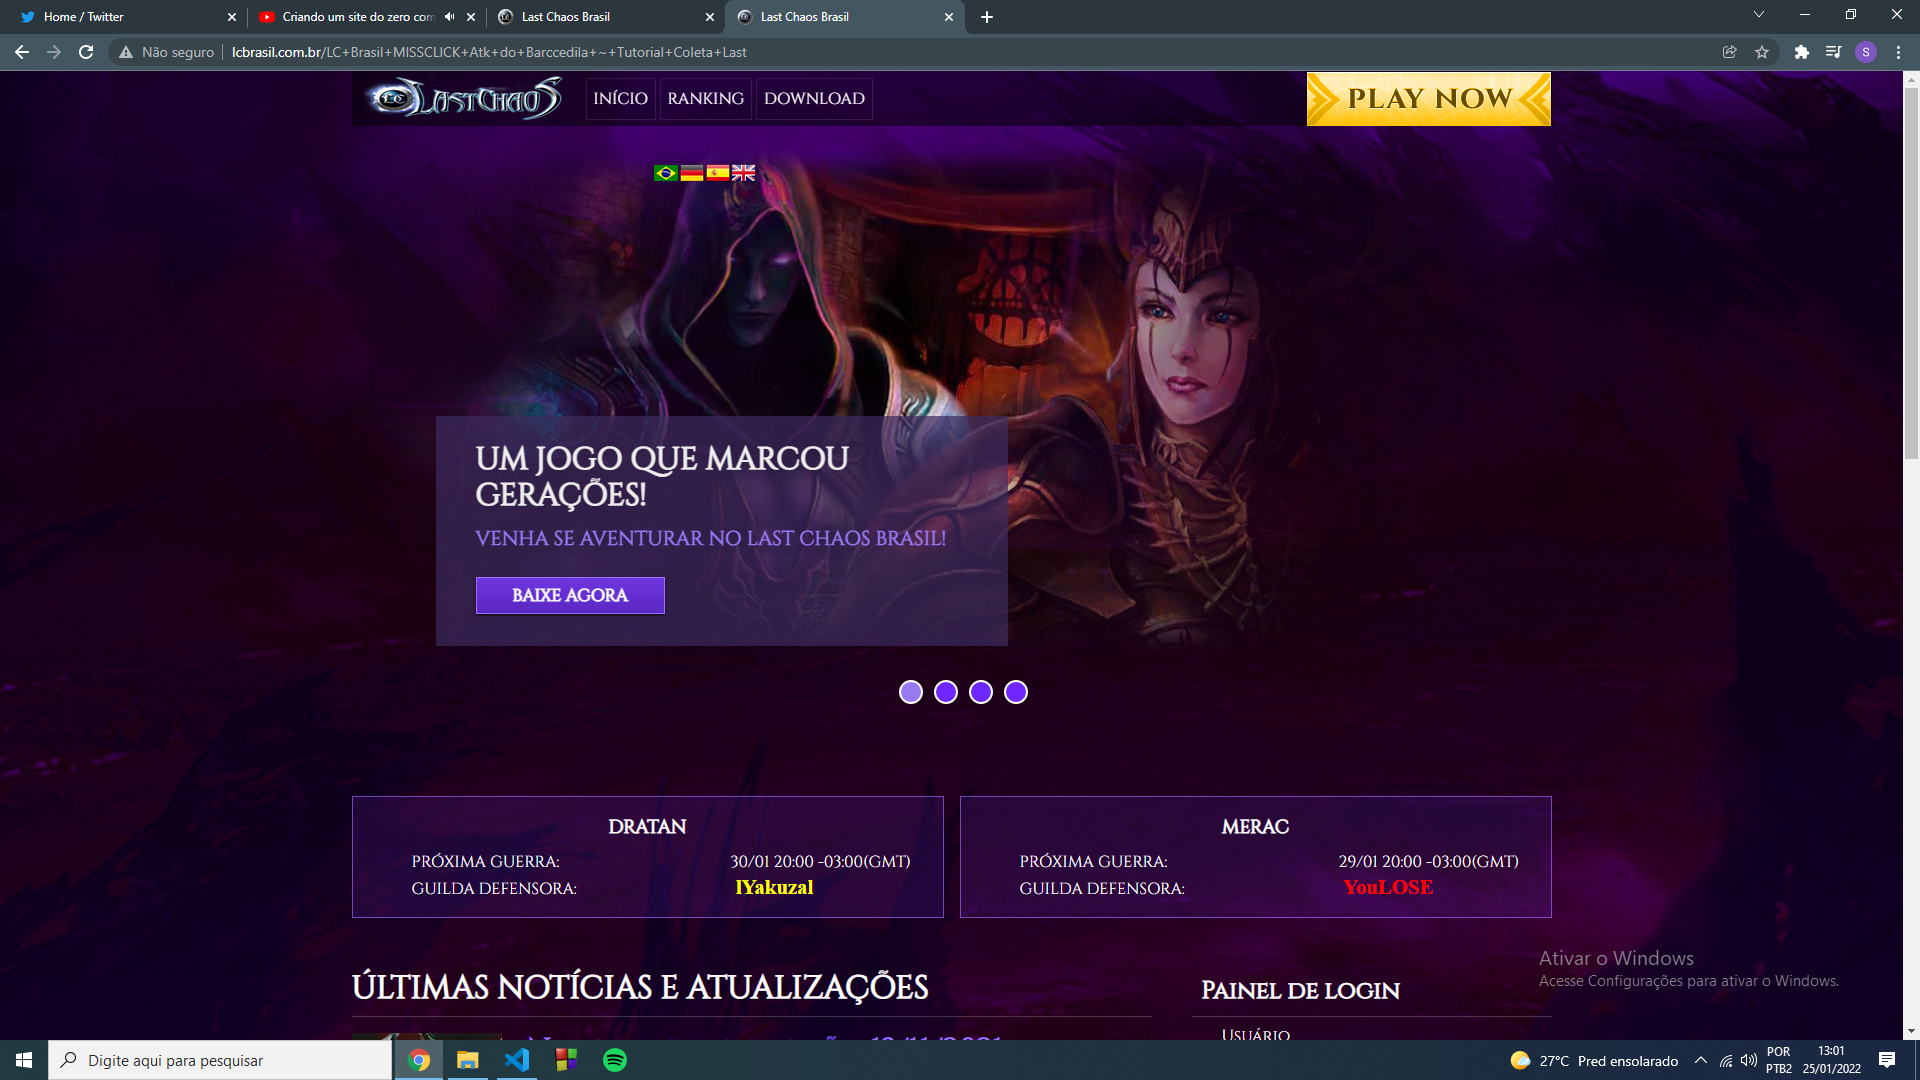 Home / Twitter
Criando um site do zero com
Last Chaos Brasil
Last Chaos Brasil
Não seguro
lcbrasil.com.br/LC+Brasil+MISSCLICK+Atk+do+Barccedila+~+Tutorial+Coleta+Last
S
LC
LASTCHAOS
INÍCIO
RANKING
DOWNLOAD
PLAY NOW
UM JOGO QUE MARCOU
GERAÇÕES!
VENHA SE AVENTURAR NO LAST CHAOS BRASIL!
BAIXE AGORA
DRATAN
PRÓXIMA GUERRA: 30/01 20:00 -03:00(GMT)
GUILDA DEFENSORA: lYakuzal
MERAC
PRÓXIMA GUERRA: 29/01 20:00 -03:00(GMT)
GUILDA DEFENSORA: YouLOSE
Ativar o Windows
Acesse Configurações para ativar o Windows.
ÚLTIMAS NOTÍCIAS E ATUALIZAÇÕES
PAINEL DE LOGIN
USUÁRIO
Digite aqui para pesquisar
27°C Pred ensolarado
POR
PTB2
13:01
25/01/2022